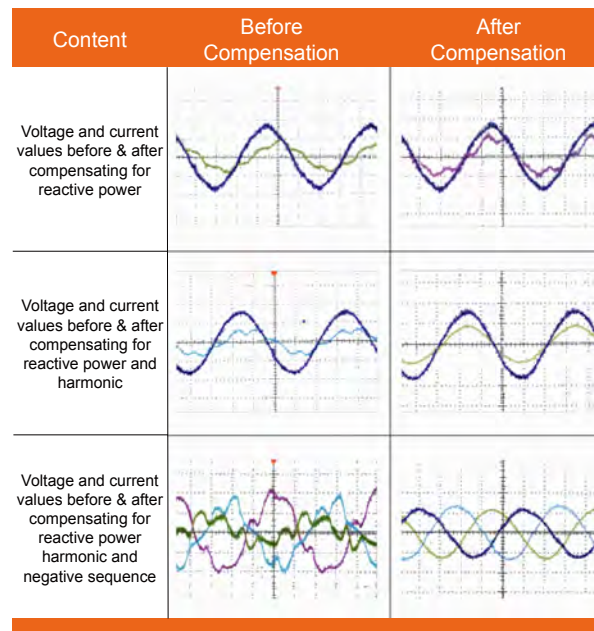 Content
Before
Compensation
After
Compensation
Voltage and current
values before & after
compensating for
reactive power
Voltage and current
values before & after
compensating for
reactive power and
harmonic
Voltage and current
values before & after
compensating for
reactive power
harmonic and
negative sequence